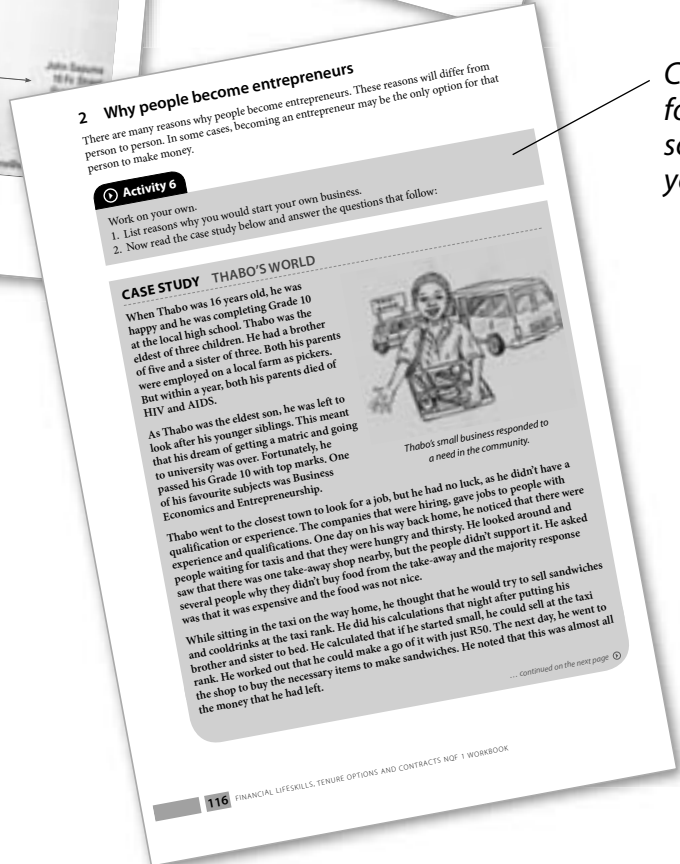 John
2 Why people become entrepreneurs
There are many reasons why people become entrepreneurs. These reasons will differ from
person to person. In some cases, becoming an entrepreneur may be the only option for that
person to make money.
Activity 6
Work on your own.
1. List reasons why you would start your own business.
2. Now read the case study below and answer the questions that follow:
CASE STUDY THABO'S WORLD
When Thabo was 16 years old, he was
happy and he was completing Grade 10
at the local high school. Thabo was the
eldest of three children. He had a brother
of five and a sister of three. Both his parents
were employed on a local farm as pickers.
But within a year, both his parents died of
HIV and AIDS.
As Thabo was the eldest son, he was left to
look after his younger siblings. This meant
that his dream of getting a matric and going
to university was over. Fortunately, he
passed his Grade 10 with top marks. One
of his favourite subjects was Business
Economics and Entrepreneurship.
Thabo's small business responded to
a need in the community.
Thabo went to the closest town to look for a job, but he had no luck, as he didn't have a
qualification or experience. The companies that were hiring, gave jobs to people with
experience and qualifications. One day on his way back home, he noticed that there were
people waiting for taxis and that they were hungry and thirsty. He looked around and
saw that there was one take-away shop nearby, but the people didn't support it. He asked
several people why they didn't buy food from the take-away and the majority response
was that it was expensive and the food was not nice.
While sitting in the taxi on the way home, he thought that he would try to sell sandwiches
and cooldrinks at the taxi rank. He did his calculations that night after putting his
brother and sister to bed. He calculated that if he started small, he could sell at the taxi
rank. He worked out that he could make a go of it with just R50. The next day, he went to
the shop to buy the necessary items to make sandwiches. He noted that this was almost all
the money that he had left.
... continued on the next page
116 FINANCIAL LIFESKILLS, TENURE OPTIONS AND CONTRACTS NQF 1 WORKBOOK